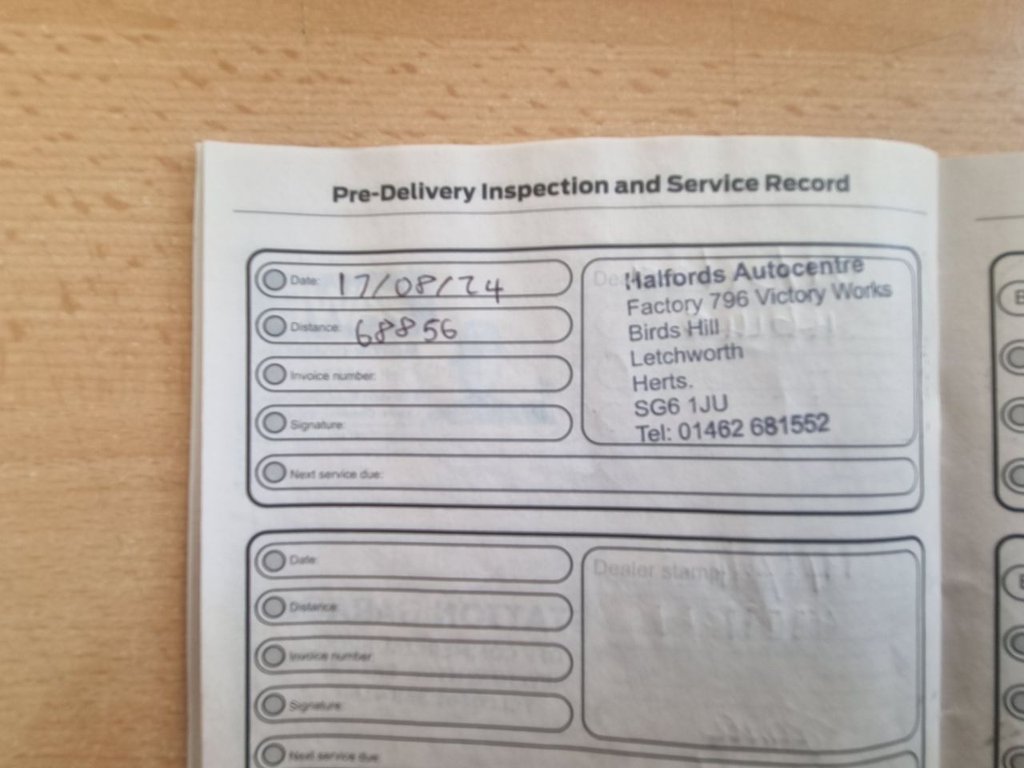 Pre-Delivery Inspection and Service Record
Date: 17/08/24
Distance: 68856
Invoice number:
Signature:
Next service due:
Halfords Autocentre
Factory 796 Victory Works
Birds Hill
Letchworth
Herts.
SG6 1JU
Tel: 01462 681552
Date:
Distance:
Invoice number:
Signature:
Next service due:
Dealer stamp